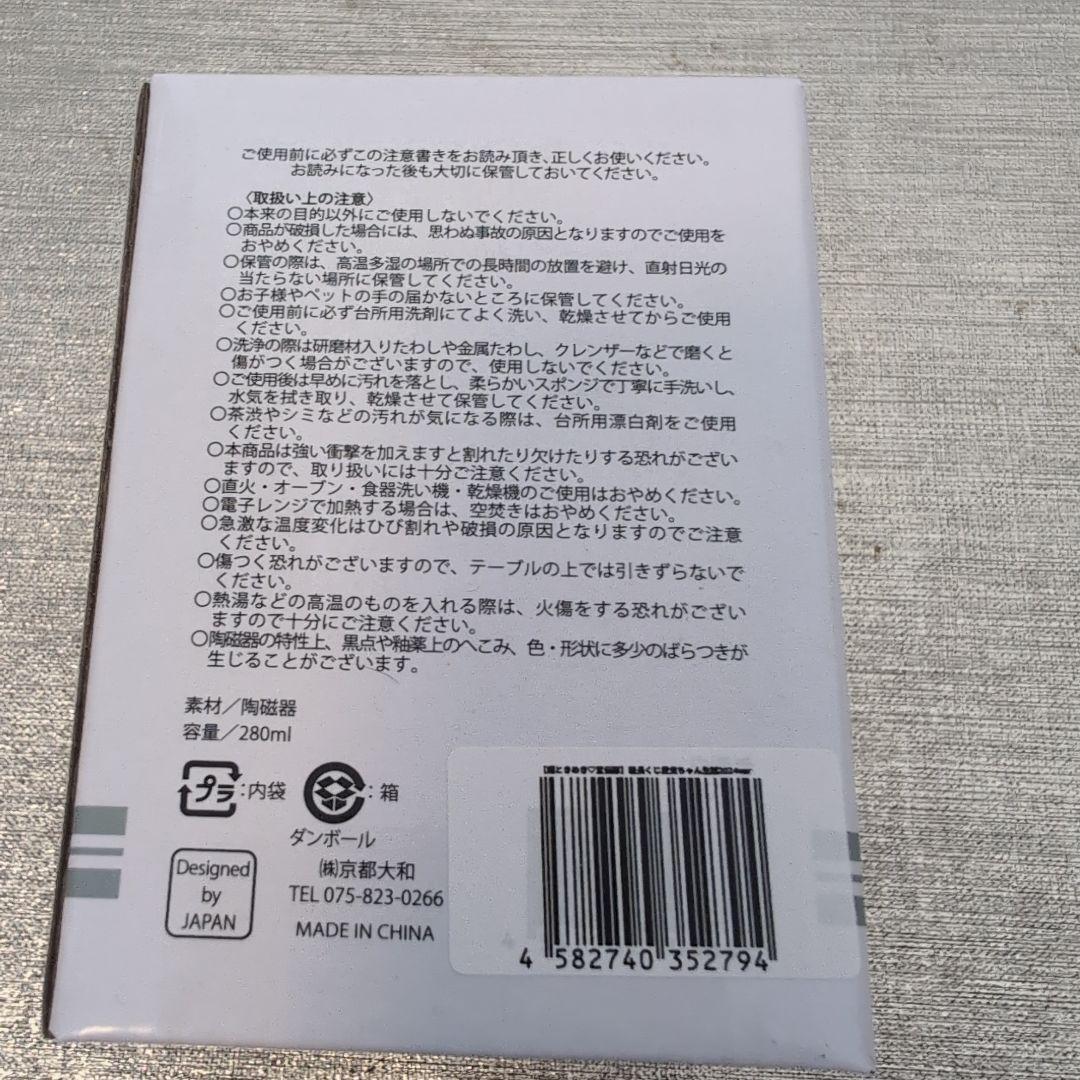 ご使用前に必ずこの注意書きをお読み頂き、正しくお使いください。
お読みになった後も大切に保管しておいてください。
〈取扱い上の注意〉
○本来の目的以外にご使用しないでください。
○商品が破損した場合には、思わぬ事故の原因となりますのでご使用を
おやめください。
○保管の際は、高温多湿の場所での長時間の放置を避け、直射日光の
当たらない場所に保管してください。
○お子様やペットの手の届かないところに保管してください。
○ご使用前に必ず台所用洗剤にてよく洗い、乾燥させてからご使用
ください。
○洗浄の際は研磨材入りたわしや金属たわし、クレンザーなどで磨くと
傷がつく場合がございますので、使用しないでください。
○ご使用後は早めに汚れを落とし、柔らかいスポンジで丁寧に手洗いし、
水気を拭き取り、乾燥させて保管してください。
○茶渋やシミなどの汚れが気になる際は、台所用漂白剤をご使用
ください。
○本商品は強い衝撃を加えますと割れたり欠けたりする恐れがござい
ますので、取り扱いには十分ご注意ください。
○直火・オーブン・食器洗い機・乾燥機のご使用はおやめください。
○電子レンジで加熱する場合は、空焚きはおやめください。
○急激な温度変化はひび割れや破損の原因となりますのでご注意
ください。
○傷つく恐れがございますので、テーブルの上では引きずらないで
ください。
○熱湯などの高温のものを入れる際は、火傷をする恐れがござい
ますので十分にご注意ください。
○陶磁器の特性上、黒点や釉薬上のへこみ、色・形状に多少のばらつきが
生じることがございます。
素材／陶磁器
容量／280ml
プラ:内袋 :箱
ダンボール
Designed
by
JAPAN
㈱京都大和
TEL 075-823-0266
MADE IN CHINA
4 582740 352794